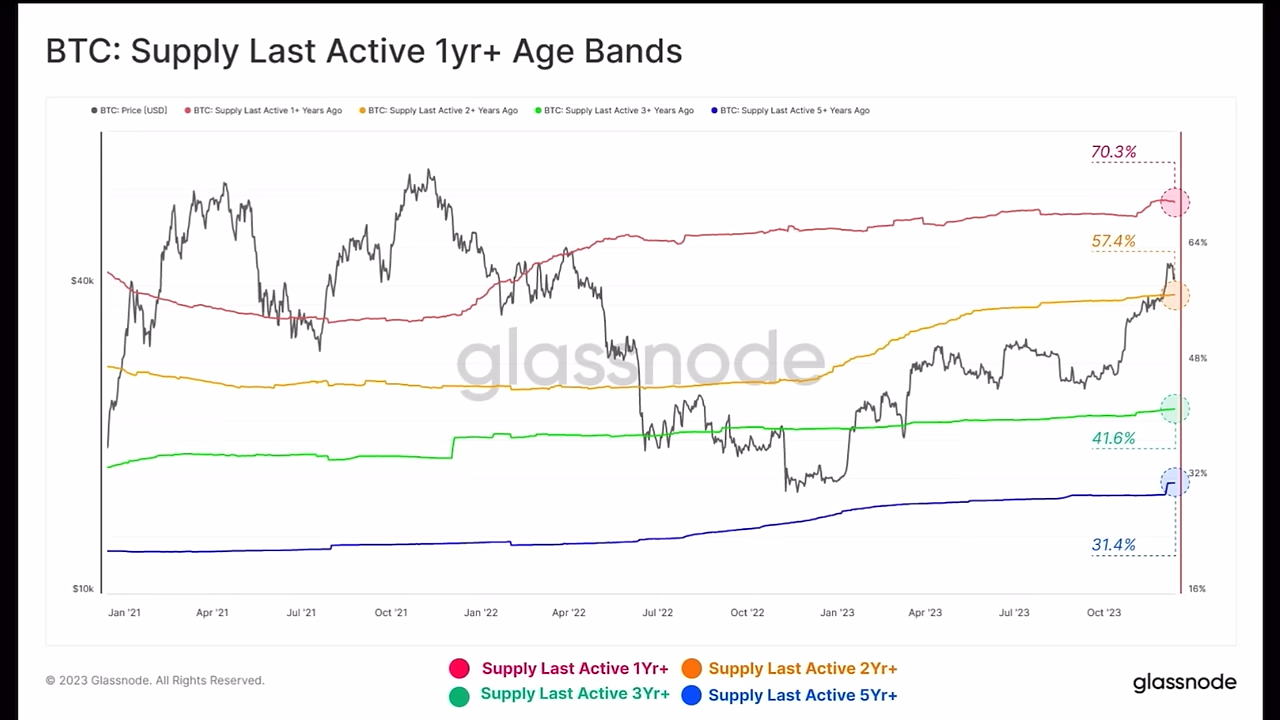 BTC: Supply Last Active 1yr+ Age Bands
BTC: Price [USD] BTC: Supply Last Active 1+ Years Ago BTC: Supply Last Active 2+ Years Ago BTC: Supply Last Active 3+ Years Ago BTC: Supply Last Active 5+ Years Ago
70.3%
57.4%
64%
$40k
glassnode
48%
41.6%
32%
31.4%
$10k
16%
Jan '21 Apr '21 Jul '21 Oct '21 Jan '22 Apr '22 Jul '22 Oct '22 Jan '23 Apr '23 Jul '23 Oct '23
Supply Last Active 1Yr+ Supply Last Active 2Yr+
Supply Last Active 3Yr+ Supply Last Active 5Yr+
© 2023 Glassnode. All Rights Reserved.
glassnode